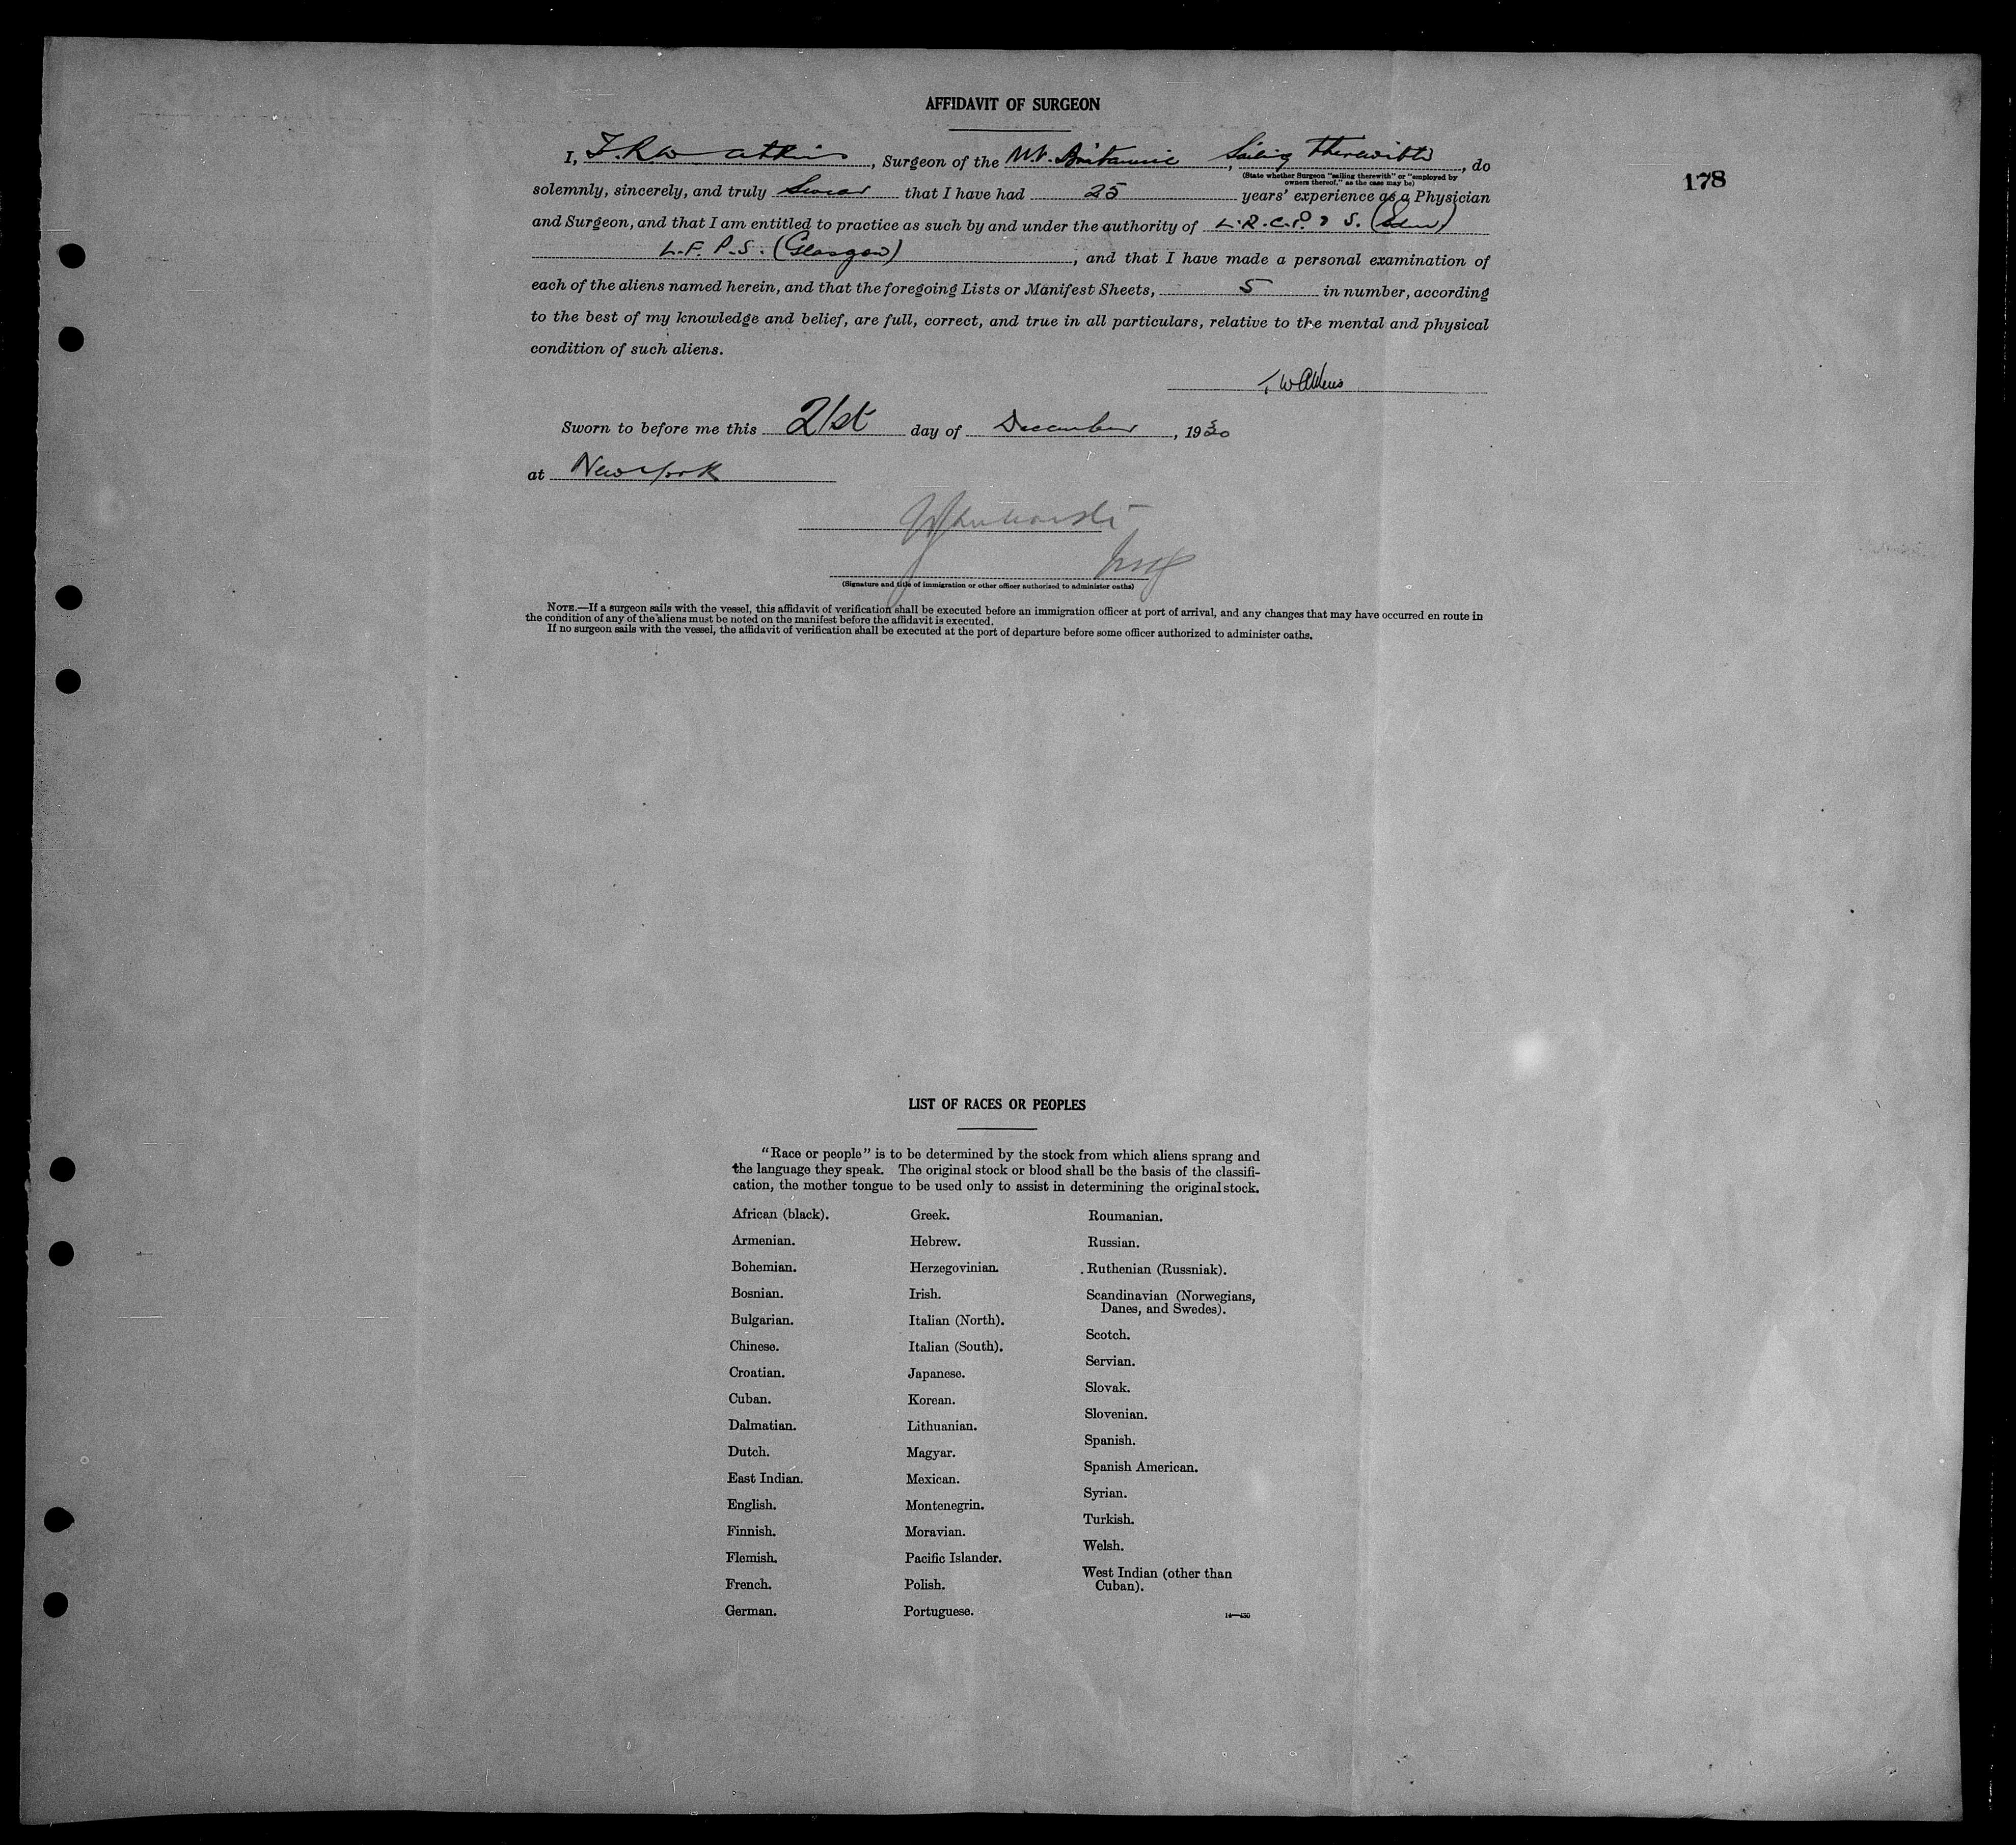 AFFIDAVIT OF SURGEON
I, F. R. W. Atkins, Surgeon of the M.V. Britannic, Sailing therewith, do
(State whether Surgeon "sailing therewith" or "employed by
owners thereof," as the case may be)
178
solemnly, sincerely, and truly Swear that I have had 25 years' experience as a Physician
and Surgeon, and that I am entitled to practice as such by and under the authority of L.R.C.P. & S. (Edin)
L.F.P.S. (Glasgow), and that I have made a personal examination of
each of the aliens named herein, and that the foregoing Lists or Manifest Sheets, 5 in number, according
to the best of my knowledge and belief, are full, correct, and true in all particulars, relative to the mental and physical
condition of such aliens.
Sworn to before me this 21st day of December, 1930
at New York
Insp
(Signature and title of immigration or other officer authorized to administer oaths)
NOTE.—If a surgeon sails with the vessel, this affidavit of verification shall be executed before an immigration officer at port of arrival, and any changes that may have occurred en route in
the condition of any of the aliens must be noted on the manifest before the affidavit is executed.
If no surgeon sails with the vessel, the affidavit of verification shall be executed at the port of departure before some officer authorized to administer oaths.
LIST OF RACES OR PEOPLES
"Race or people" is to be determined by the stock from which aliens sprang and
the language they speak. The original stock or blood shall be the basis of the classifi-
cation, the mother tongue to be used only to assist in determining the original stock.
African (black).
Armenian.
Bohemian.
Bosnian.
Bulgarian.
Chinese.
Croatian.
Cuban.
Dalmatian.
Dutch.
East Indian.
English.
Finnish.
Flemish.
French.
German.
Greek.
Hebrew.
Herzegovinian.
Irish.
Italian (North).
Italian (South).
Japanese.
Korean.
Lithuanian.
Magyar.
Mexican.
Montenegrin.
Moravian.
Pacific Islander.
Polish.
Portuguese.
Roumanian.
Russian.
Ruthenian (Russniak).
Scandinavian (Norwegians,
Danes, and Swedes).
Scotch.
Servian.
Slovak.
Slovenian.
Spanish.
Spanish American.
Syrian.
Turkish.
Welsh.
West Indian (other than
Cuban).
14—430